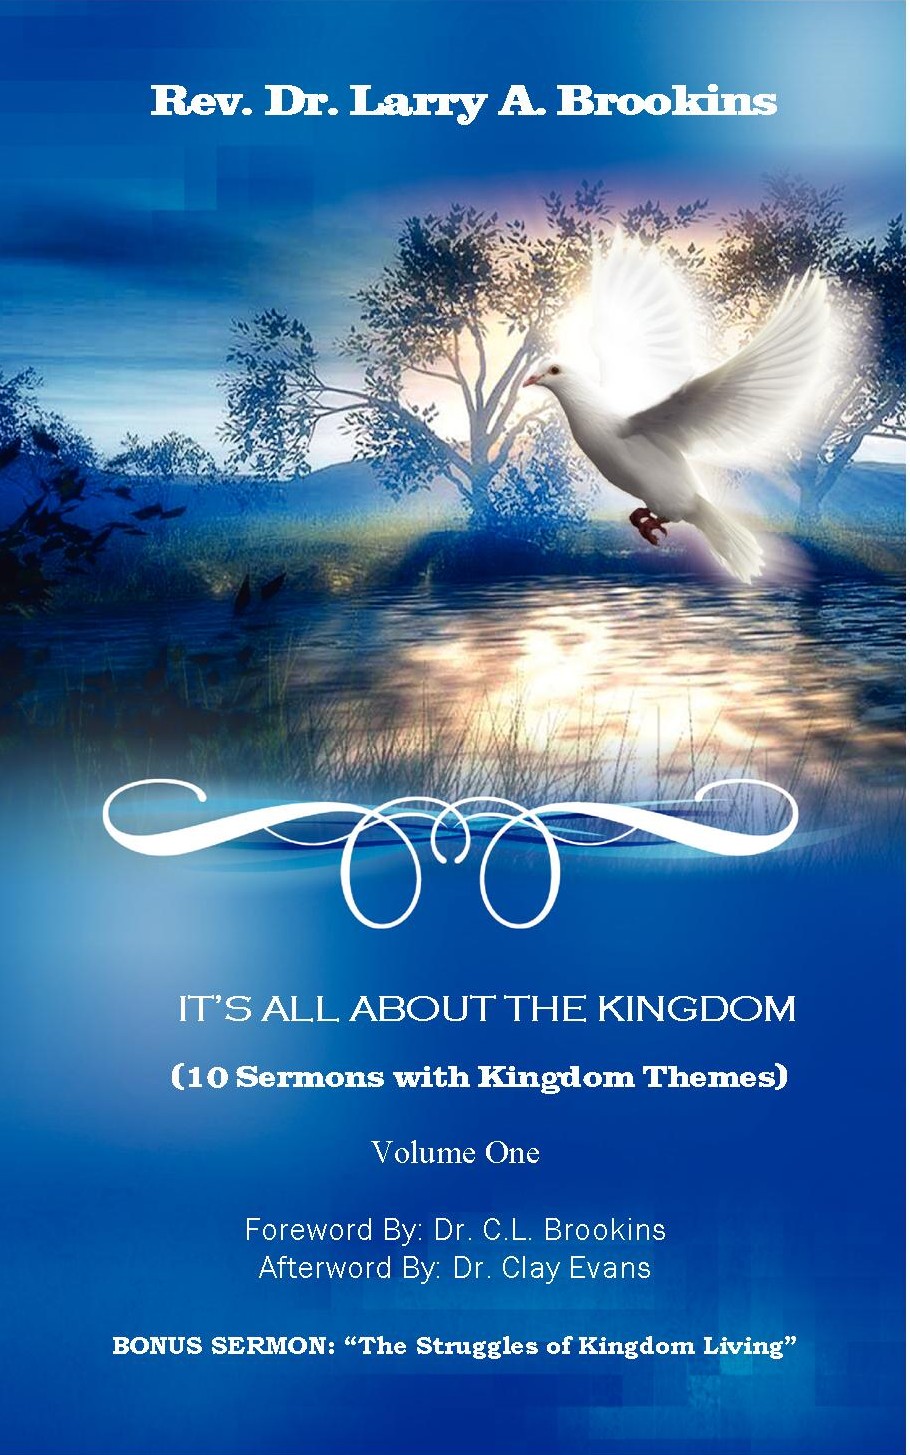 Rev. Dr. Larry A. Brookins
IT'S ALL ABOUT THE KINGDOM
(10 Sermons with Kingdom Themes)
Volume One
Foreword By: Dr. C.L. Brookins
Afterword By: Dr. Clay Evans
BONUS SERMON: “The Struggles of Kingdom Living”